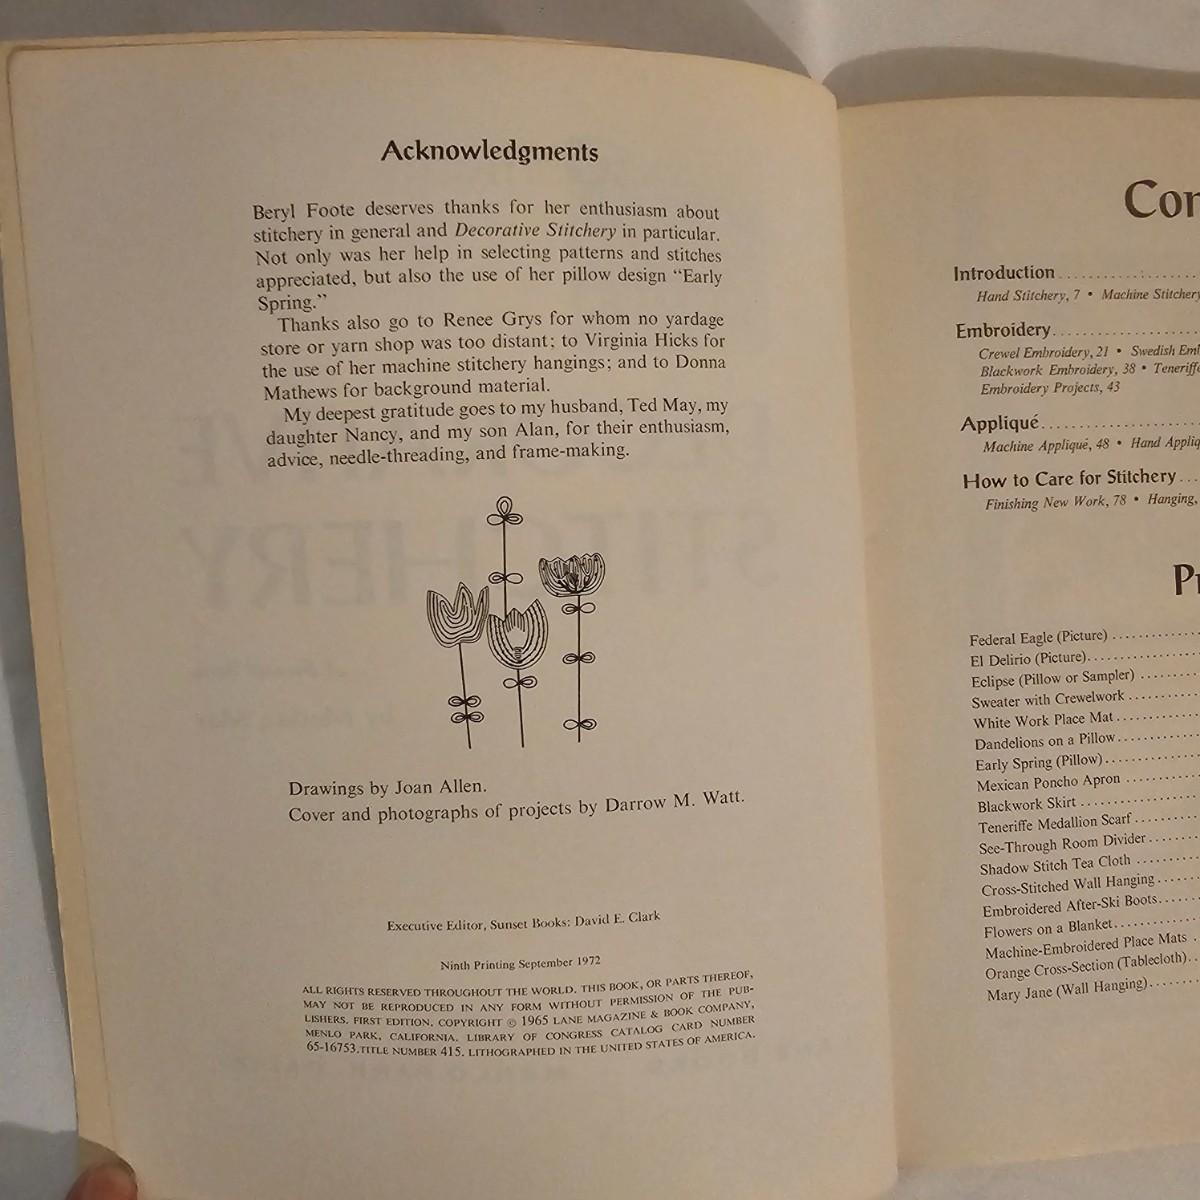 Acknowledgments
Beryl Foote deserves thanks for her enthusiasm about
stitchery in general and Decorative Stitchery in particular.
Not only was her help in selecting patterns and stitches
appreciated, but also the use of her pillow design “Early
Spring.”
Thanks also go to Renee Grys for whom no yardage
store or yarn shop was too distant; to Virginia Hicks for
the use of her machine stitchery hangings; and to Donna
Mathews for background material.
My deepest gratitude goes to my husband, Ted May, my
daughter Nancy, and my son Alan, for their enthusiasm,
advice, needle-threading, and frame-making.
Drawings by Joan Allen.
Cover and photographs of projects by Darrow M. Watt.
Executive Editor, Sunset Books: David E. Clark
Ninth Printing September 1972
ALL RIGHTS RESERVED THROUGHOUT THE WORLD. THIS BOOK, OR PARTS THEREOF,
MAY NOT BE REPRODUCED IN ANY FORM WITHOUT PERMISSION OF THE PUB-
LISHERS. FIRST EDITION. COPYRIGHT © 1965 LANE MAGAZINE & BOOK COMPANY,
MENLO PARK, CALIFORNIA. LIBRARY OF CONGRESS CATALOG CARD NUMBER
65-16753.TITLE NUMBER 415. LITHOGRAPHED IN THE UNITED STATES OF AMERICA.
Con
Introduction
Hand Stitchery, 7 • Machine Stitchery
Embroidery
Crewel Embroidery, 21 • Swedish Em
Blackwork Embroidery, 38 • Teneriffe
Embroidery Projects, 43
Appliqué
Machine Appliqué, 48 • Hand Appliq
How to Care for Stitchery
Finishing New Work, 78 • Hanging,
Pr
Federal Eagle (Picture)
El Delirio (Picture)
Eclipse (Pillow or Sampler)
Sweater with Crewelwork
White Work Place Mat
Dandelions on a Pillow
Early Spring (Pillow)
Mexican Poncho Apron
Blackwork Skirt
Teneriffe Medallion Scarf
See-Through Room Divider
Shadow Stitch Tea Cloth
Cross-Stitched Wall Hanging
Embroidered After-Ski Boots
Flowers on a Blanket
Machine-Embroidered Place Mats
Orange Cross-Section (Tablecloth)
Mary Jane (Wall Hanging)